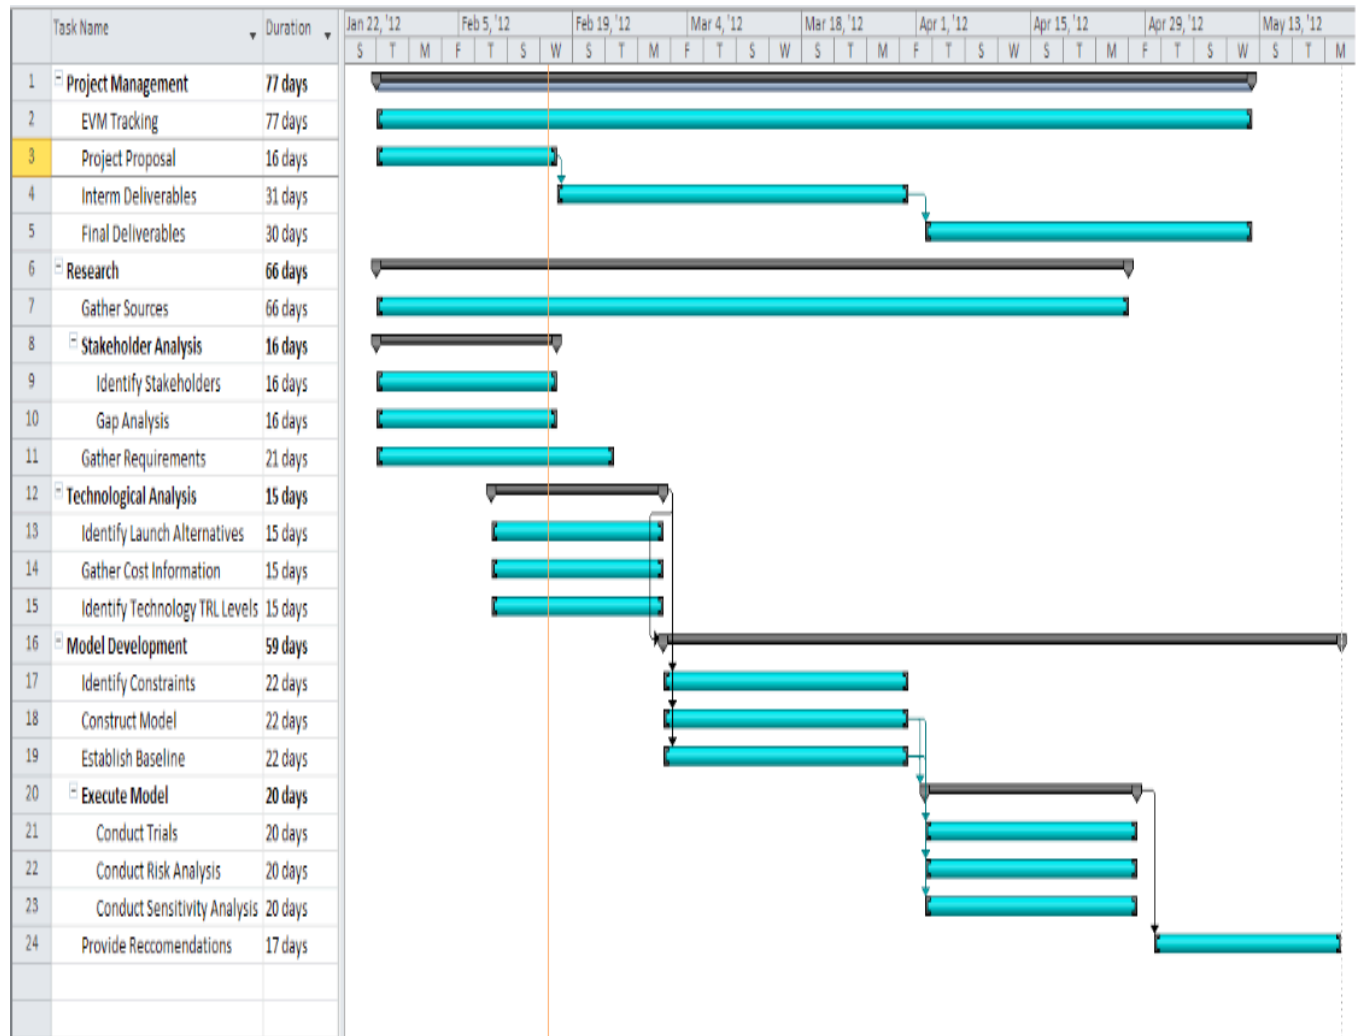 Task Name Duration Jan 22, '12 Feb 5, '12 Feb 19, '12 Mar 4, '12 Mar 18, '12 Apr 1, '12 Apr 15, '12 Apr 29, '12 May 13, '12
S T M F T S W S T M F T S W S T M F T S W S T M F T S W S T M
1 Project Management 77 days
2 EVM Tracking 77 days
3 Project Proposal 16 days
4 Interm Deliverables 31 days
5 Final Deliverables 30 days
6 Research 66 days
7 Gather Sources 66 days
8 Stakeholder Analysis 16 days
9 Identify Stakeholders 16 days
10 Gap Analysis 16 days
11 Gather Requirements 21 days
12 Technological Analysis 15 days
13 Identify Launch Alternatives 15 days
14 Gather Cost Information 15 days
15 Identify Technology TRL Levels 15 days
16 Model Development 59 days
17 Identify Constraints 22 days
18 Construct Model 22 days
19 Establish Baseline 22 days
20 Execute Model 20 days
21 Conduct Trials 20 days
22 Conduct Risk Analysis 20 days
23 Conduct Sensitivity Analysis 20 days
24 Provide Reccomendations 17 days